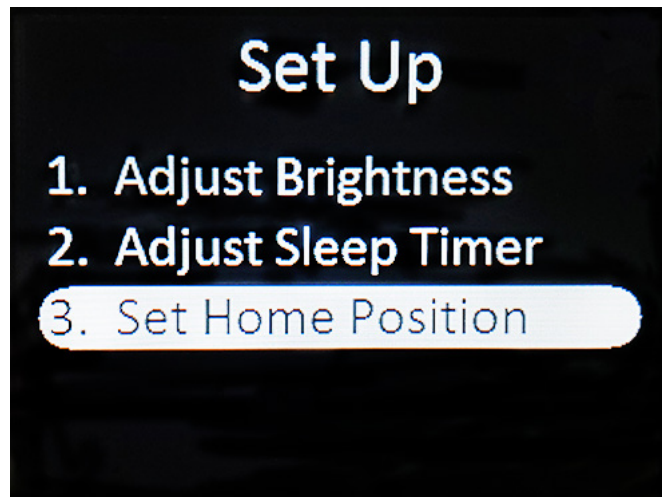 Set Up
1. Adjust Brightness
2. Adjust Sleep Timer
3. Set Home Position